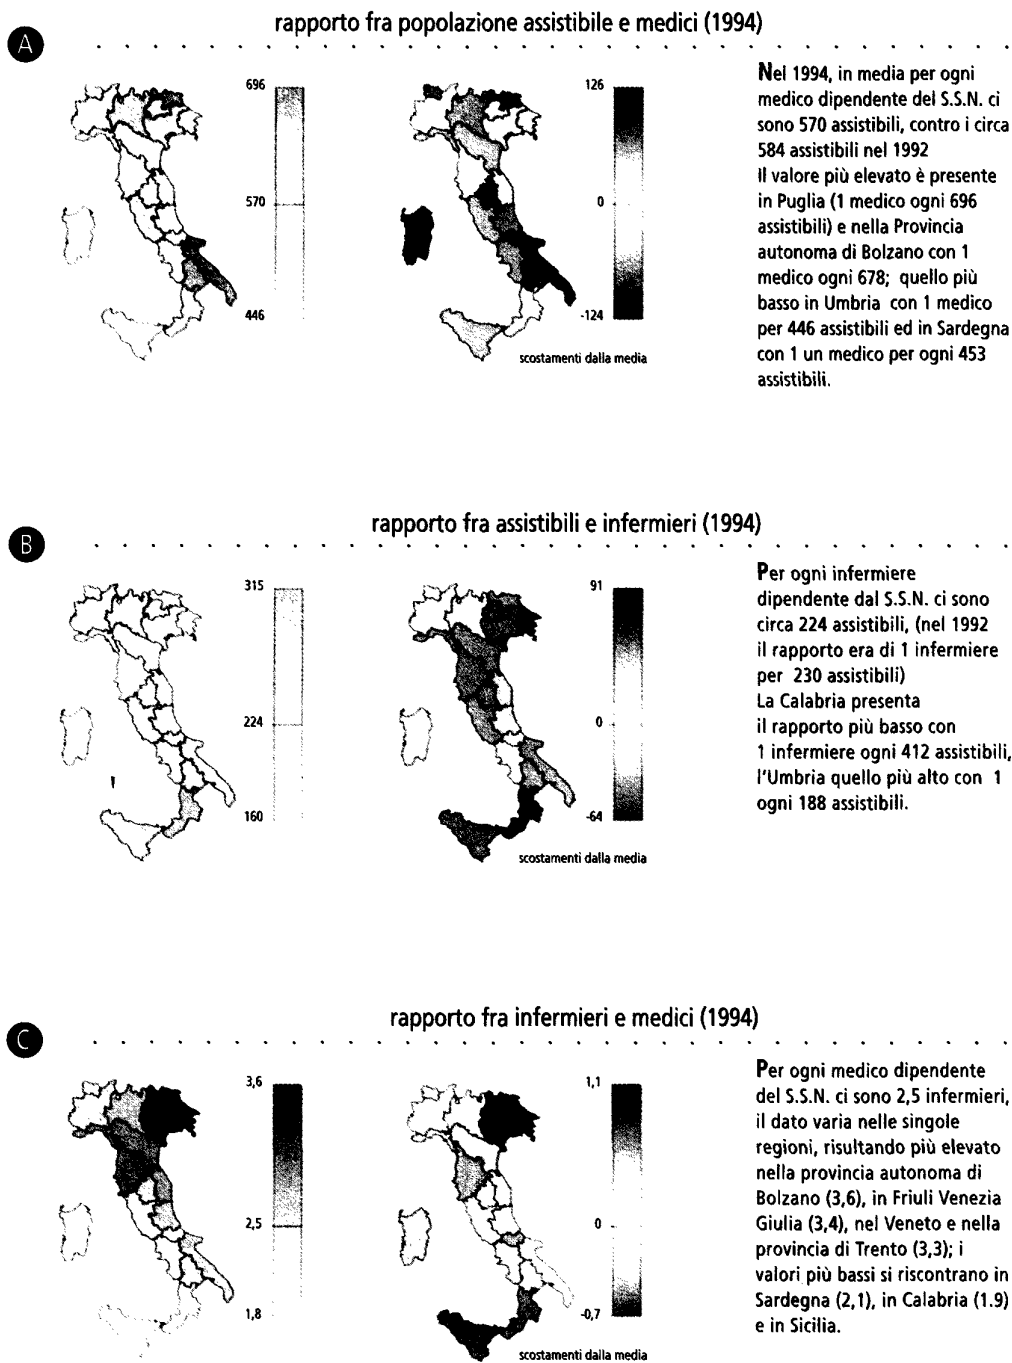 rapporto fra popolazione assistibile e medici (1994)
A
696
570
446
126
0
-124
scostamenti dalla media
Nel 1994, in media per ogni
medico dipendente del S.S.N. ci
sono 570 assistibili, contro i circa
584 assistibili nel 1992
Il valore più elevato è presente
in Puglia (1 medico ogni 696
assistibili) e nella Provincia
autonoma di Bolzano con 1
medico ogni 678; quello più
basso in Umbria con 1 medico
per 446 assistibili ed in Sardegna
con 1 un medico per ogni 453
assistibili.
rapporto fra assistibili e infermieri (1994)
B
315
224
160
91
0
-64
scostamenti dalla media
Per ogni infermiere
dipendente dal S.S.N. ci sono
circa 224 assistibili, (nel 1992
il rapporto era di 1 infermiere
per 230 assistibili)
La Calabria presenta
il rapporto più basso con
1 infermiere ogni 412 assistibili,
l'Umbria quello più alto con 1
ogni 188 assistibili.
rapporto fra infermieri e medici (1994)
C
3,6
2,5
1,8
1,1
0
-0,7
scostamenti dalla media
Per ogni medico dipendente
del S.S.N. ci sono 2,5 infermieri,
il dato varia nelle singole
regioni, risultando più elevato
nella provincia autonoma di
Bolzano (3,6), in Friuli Venezia
Giulia (3,4), nel Veneto e nella
provincia di Trento (3,3); i
valori più bassi si riscontrano in
Sardegna (2,1), in Calabria (1.9)
e in Sicilia.